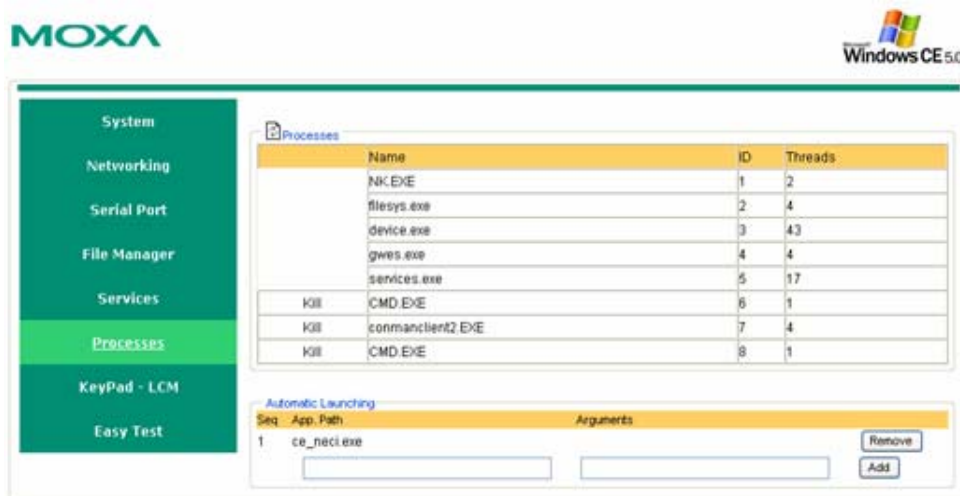 MOXA
Microsoft
Windows CE 5.0
System
Networking
Serial Port
File Manager
Services
Processes
KeyPad - LCM
Easy Test
Processes
Name ID Threads
NK.EXE 1 2
filesys.exe 2 4
device.exe 3 43
gwes.exe 4 4
services.exe 5 17
Kill CMD.EXE 6 1
Kill conmanclient2.EXE 7 4
Kill CMD.EXE 8 1
Automatic Launching
Seq App. Path Arguments
1 ce_neci.exe Remove
Add